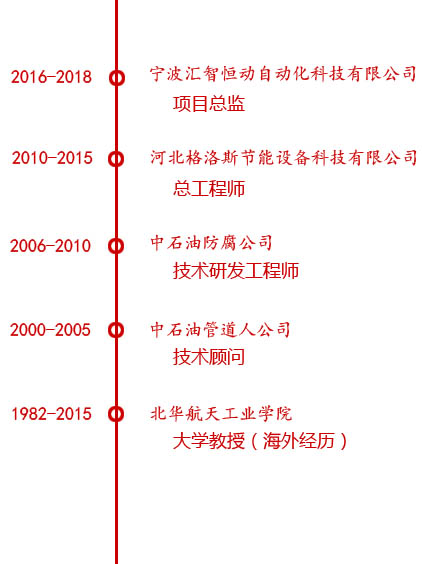 2016-2018 宁波汇智恒动自动化科技有限公司
项目总监
2010-2015 河北格洛斯节能设备科技有限公司
总工程师
2006-2010 中石油防腐公司
技术研发工程师
2000-2005 中石油管道人公司
技术顾问
1982-2015 北华航天工业学院
大学教授（海外经历）